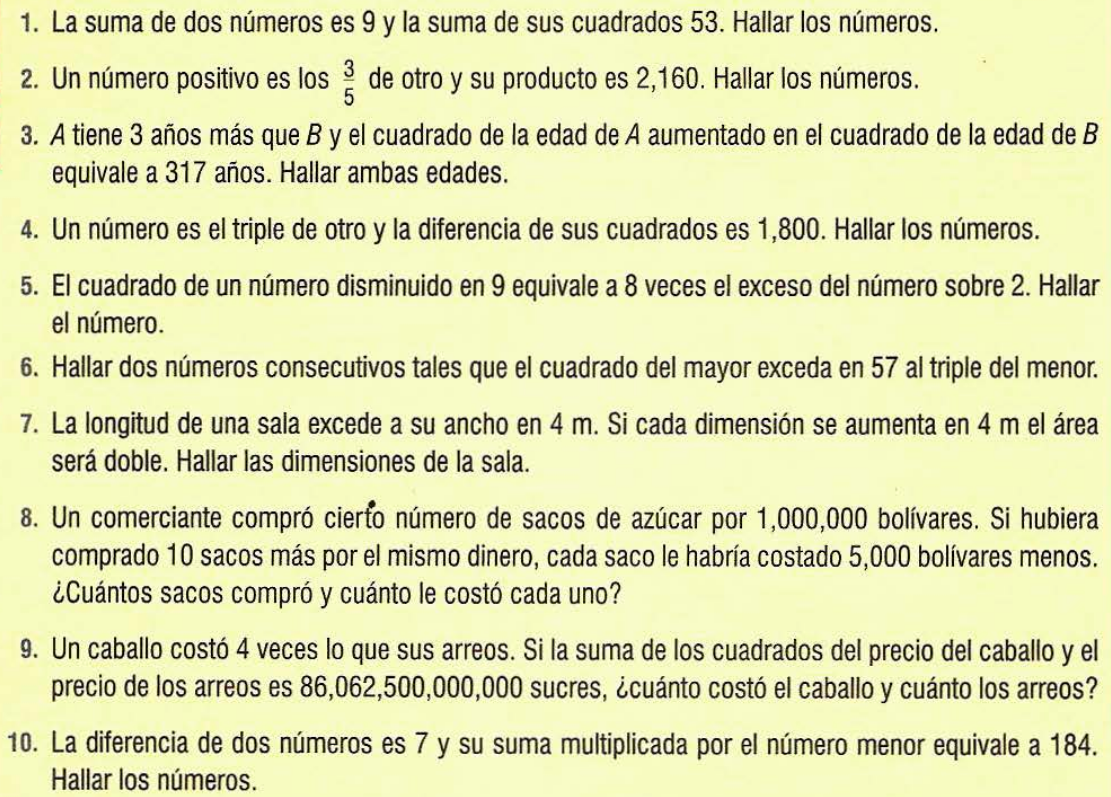 1. La suma de dos números es 9 y la suma de sus cuadrados 53. Hallar los números.
2. Un número positivo es los 3/5 de otro y su producto es 2,160. Hallar los números.
3. A tiene 3 años más que B y el cuadrado de la edad de A aumentado en el cuadrado de la edad de B
equivale a 317 años. Hallar ambas edades.
4. Un número es el triple de otro y la diferencia de sus cuadrados es 1,800. Hallar los números.
5. El cuadrado de un número disminuido en 9 equivale a 8 veces el exceso del número sobre 2. Hallar
el número.
6. Hallar dos números consecutivos tales que el cuadrado del mayor exceda en 57 al triple del menor.
7. La longitud de una sala excede a su ancho en 4 m. Si cada dimensión se aumenta en 4 m el área
será doble. Hallar las dimensiones de la sala.
8. Un comerciante compró cierto número de sacos de azúcar por 1,000,000 bolívares. Si hubiera
comprado 10 sacos más por el mismo dinero, cada saco le habría costado 5,000 bolívares menos.
¿Cuántos sacos compró y cuánto le costó cada uno?
9. Un caballo costó 4 veces lo que sus arreos. Si la suma de los cuadrados del precio del caballo y el
precio de los arreos es 86,062,500,000,000 sucres, ¿cuánto costó el caballo y cuánto los arreos?
10. La diferencia de dos números es 7 y su suma multiplicada por el número menor equivale a 184.
Hallar los números.